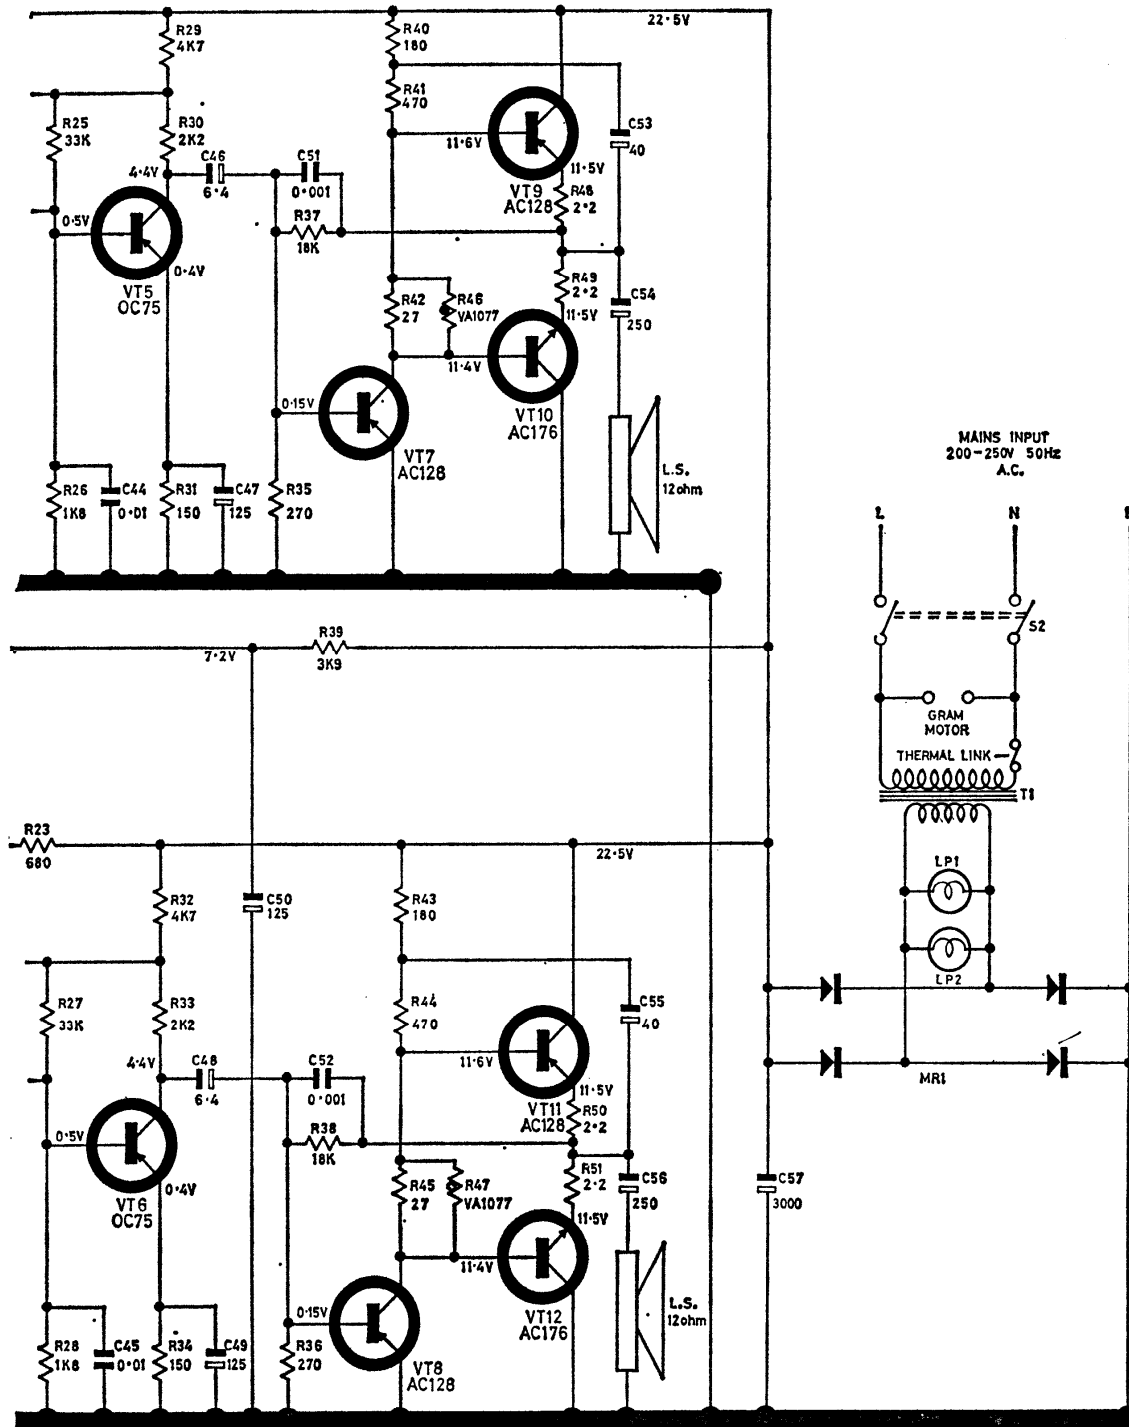 R29
4K7
R40
180
22·5V
R41
470
R25
33K
R30
2K2
C46
6·4
C51
0·001
11·6V
C53
40
4·4V
11·5V
VT9
AC128
R48
2·2
0·5V
R37
18K
0·4V
VT5
OC75
R42
27
R46
VA1077
R49
2·2
11·5V
C54
250
11·4V
0·15V
VT10
AC176
VT7
AC128
L.S.
12ohm
R26
1K8
C44
0·01
R31
150
C47
125
R35
270
MAINS INPUT
200-250V 50Hz
A.C.
L
N
S2
R39
3K9
7·2V
GRAM
MOTOR
THERMAL LINK
T1
R23
680
22·5V
LP1
R32
4K7
C50
125
R43
180
LP2
R27
33K
R33
2K2
R44
470
C55
40
4·4V
C48
6·4
C52
0·001
11·6V
MR1
11·5V
VT11
AC128
R50
2·2
0·5V
R38
18K
0·4V
VT6
OC75
R45
27
R47
VA1077
R51
2·2
C56
250
C57
3000
11·5V
11·4V
0·15V
VT12
AC176
L.S.
12ohm
R28
1K8
C45
0·01
R34
150
C49
125
R36
270
VT8
AC128